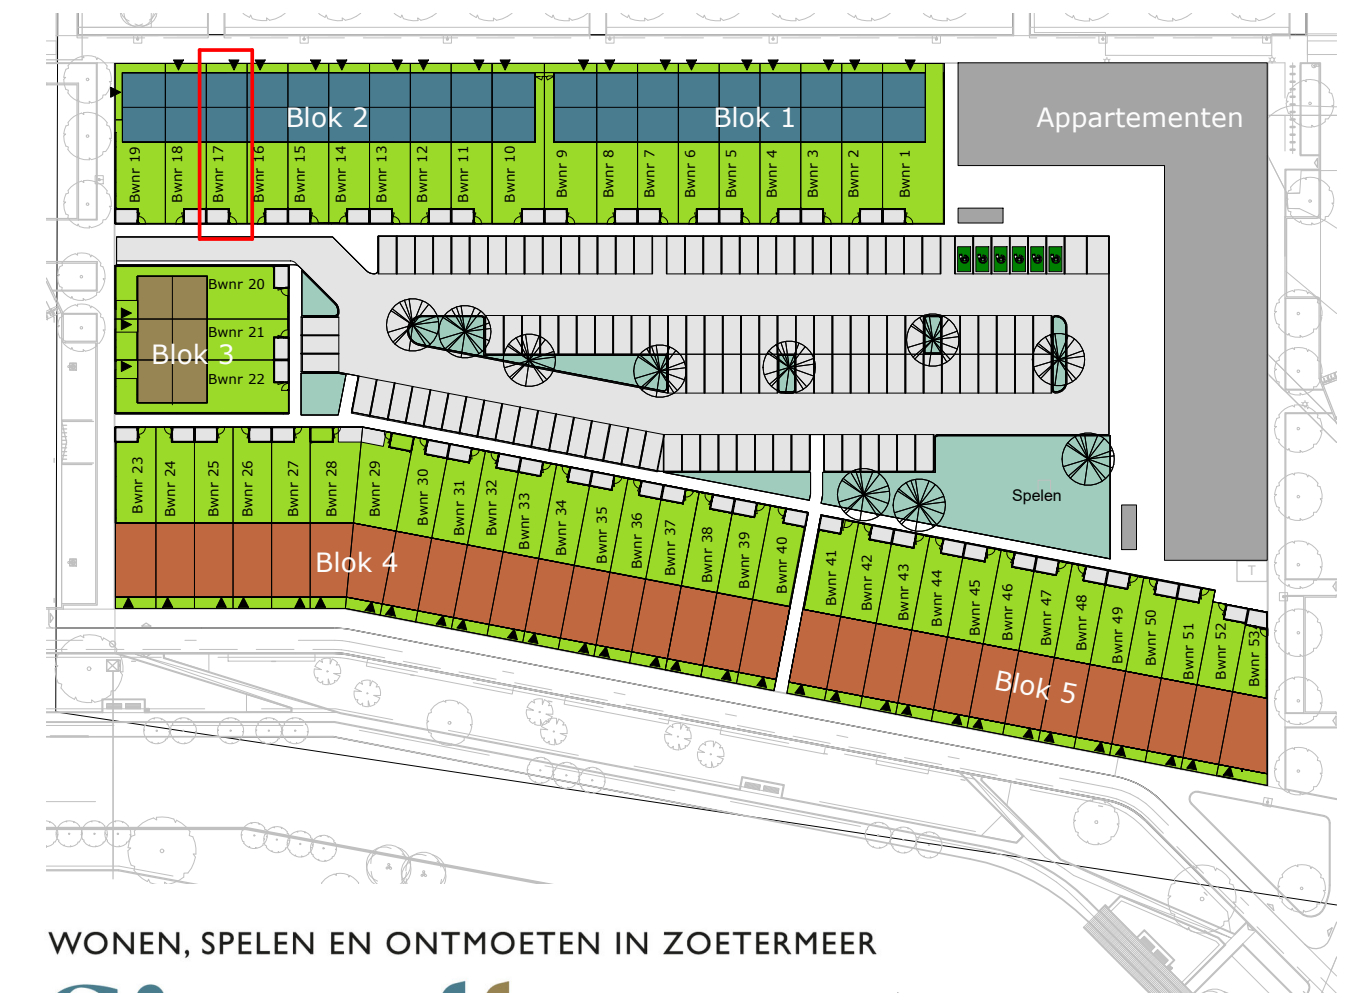 Blok 2
Blok 1
Appartementen
Bwnr 19
Bwnr 18
Bwnr 17
Bwnr 16
Bwnr 15
Bwnr 14
Bwnr 13
Bwnr 12
Bwnr 11
Bwnr 10
Bwnr 9
Bwnr 8
Bwnr 7
Bwnr 6
Bwnr 5
Bwnr 4
Bwnr 3
Bwnr 2
Bwnr 1
Bwnr 20
Bwnr 21
Blok 3
Bwnr 22
Bwnr 23
Bwnr 24
Bwnr 25
Bwnr 26
Bwnr 27
Bwnr 28
Bwnr 29
Bwnr 30
Bwnr 31
Bwnr 32
Bwnr 33
Bwnr 34
Bwnr 35
Bwnr 36
Bwnr 37
Bwnr 38
Bwnr 39
Bwnr 40
Spelen
T
Blok 4
Bwnr 41
Bwnr 42
Bwnr 43
Bwnr 44
Bwnr 45
Bwnr 46
Bwnr 47
Bwnr 48
Bwnr 49
Bwnr 50
Bwnr 51
Bwnr 52
Bwnr 53
Blok 5
WONEN, SPELEN EN ONTMOETEN IN ZOETERMEER